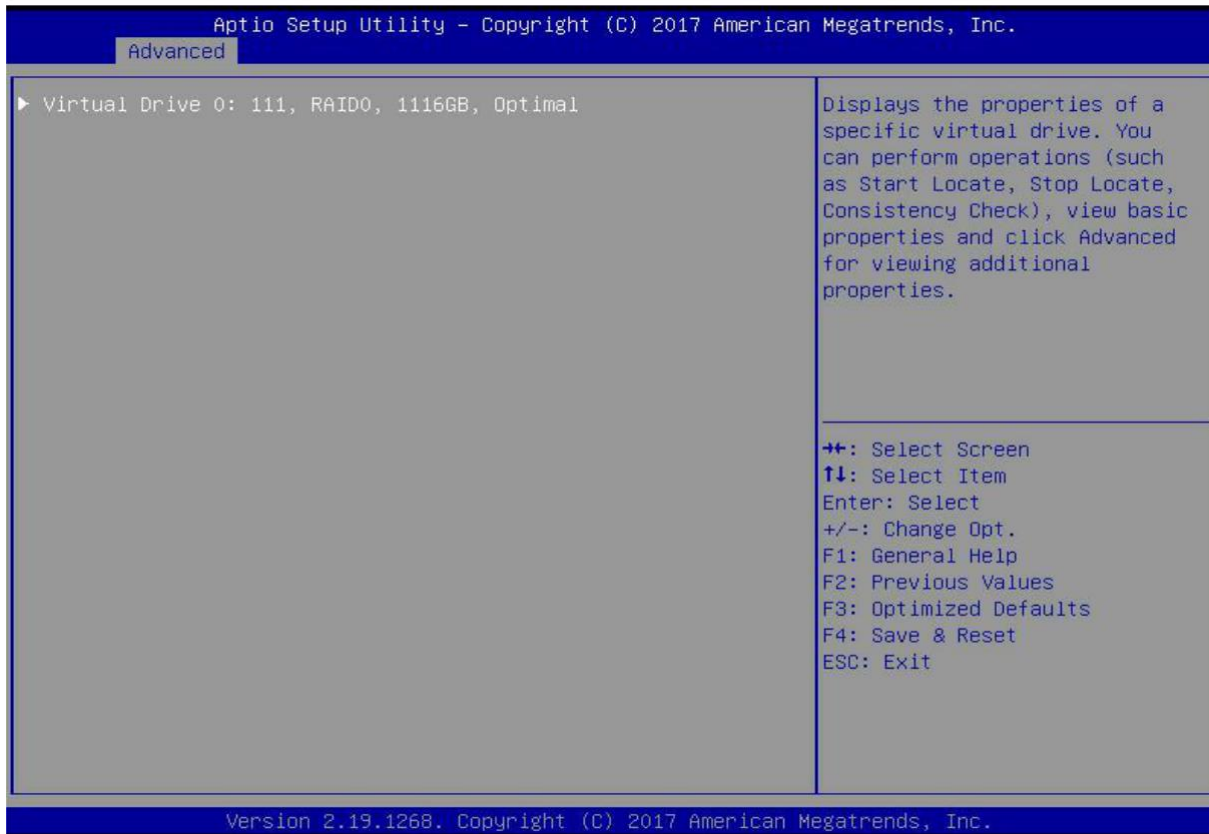 Aptio Setup Utility – Copyright (C) 2017 American Megatrends, Inc.
Advanced
▶ Virtual Drive 0: 111, RAID0, 1116GB, Optimal
Displays the properties of a
specific virtual drive. You
can perform operations (such
as Start Locate, Stop Locate,
Consistency Check), view basic
properties and click Advanced
for viewing additional
properties.
→←: Select Screen
↑↓: Select Item
Enter: Select
+/-: Change Opt.
F1: General Help
F2: Previous Values
F3: Optimized Defaults
F4: Save & Reset
ESC: Exit
Version 2.19.1268. Copyright (C) 2017 American Megatrends, Inc.